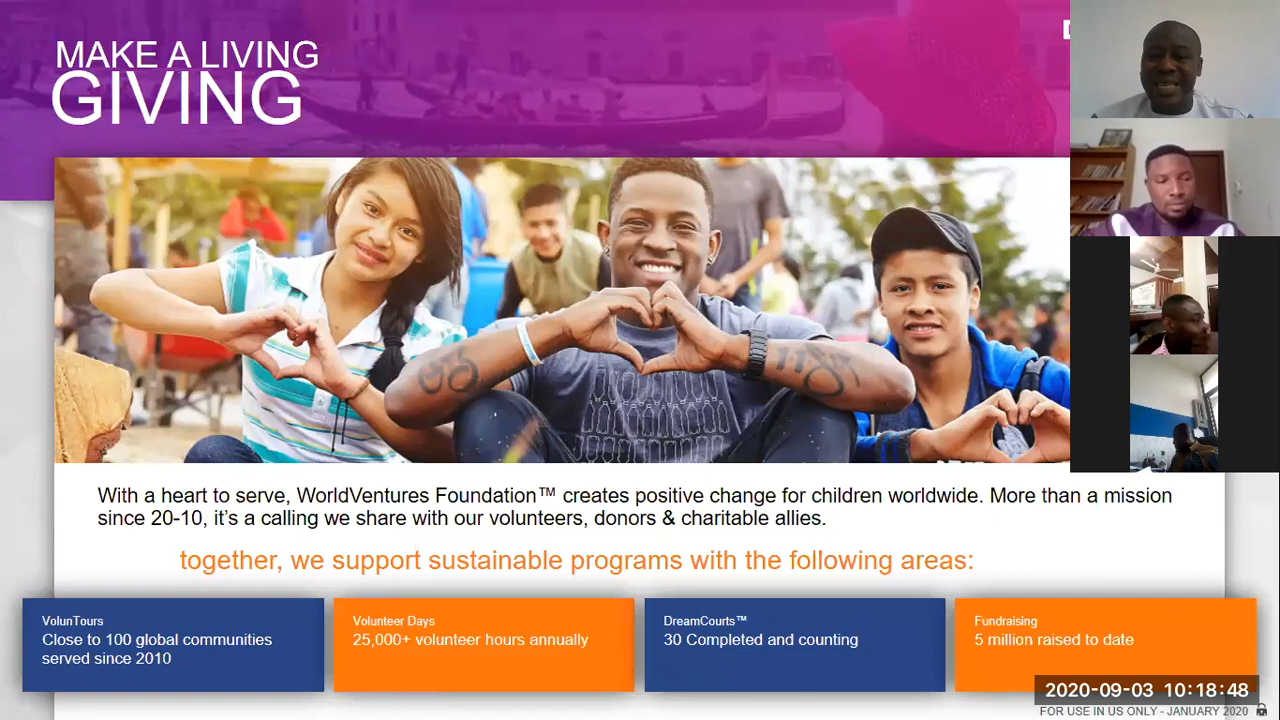 MAKE A LIVING
GIVING
With a heart to serve, WorldVentures Foundation™ creates positive change for children worldwide. More than a mission
since 20-10, it's a calling we share with our volunteers, donors & charitable allies.
together, we support sustainable programs with the following areas:
VolunTours
Close to 100 global communities
served since 2010
Volunteer Days
25,000+ volunteer hours annually
DreamCourts™
30 Completed and counting
Fundraising
5 million raised to date
2020-09-03 10:18:48
FOR USE IN US ONLY - JANUARY 2020